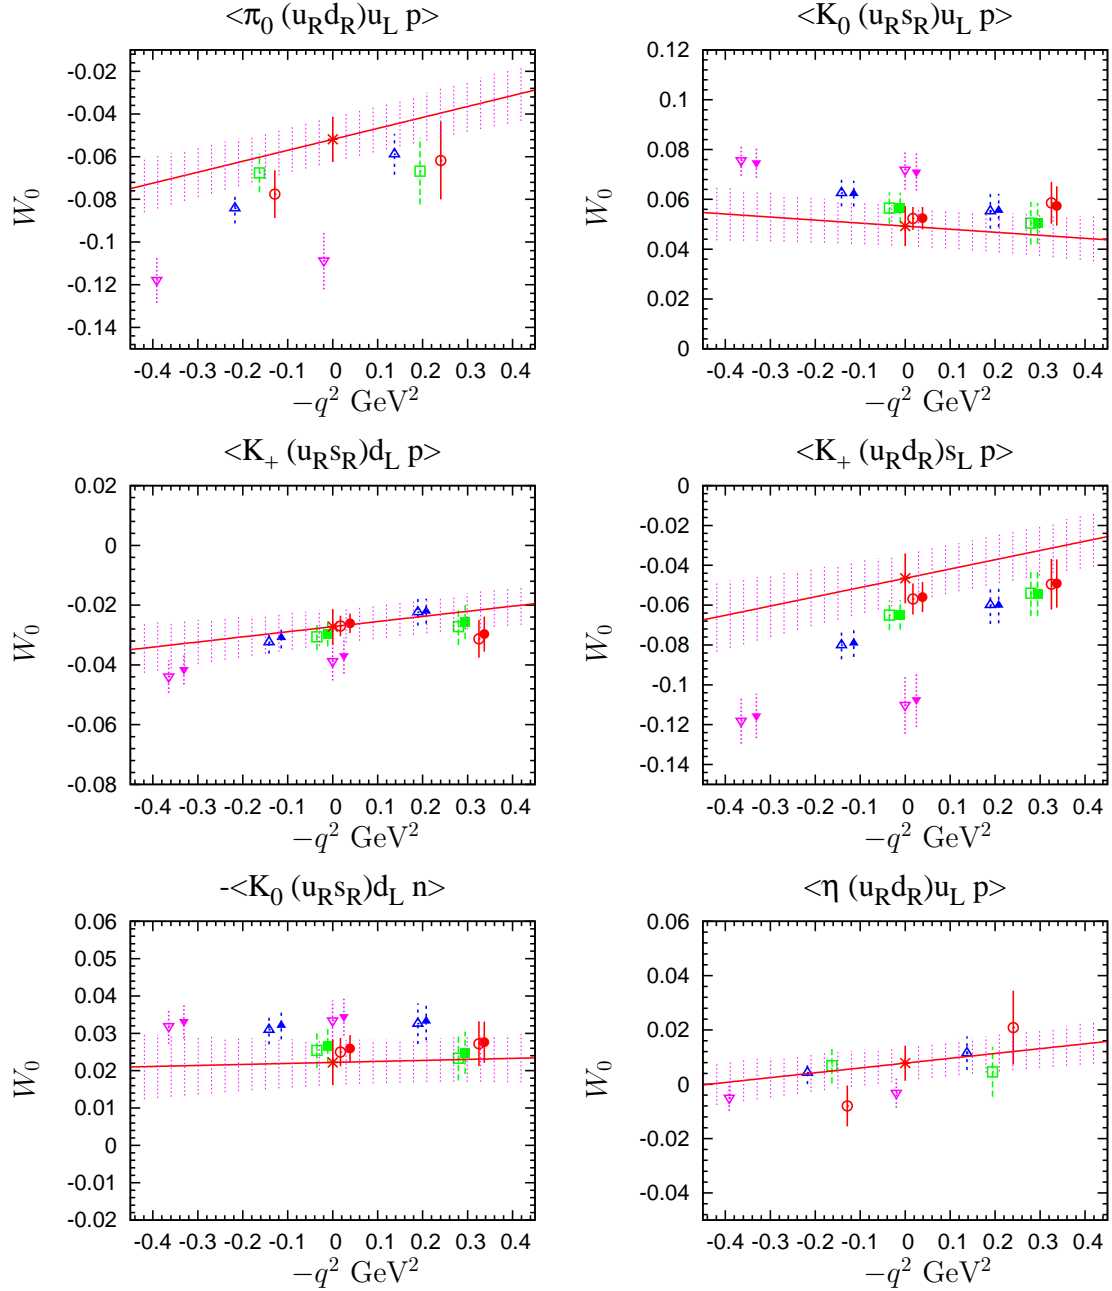 <π0 (uRdR)uL p>
-0.02
-0.04
-0.06
-0.08
-0.1
-0.12
-0.14
W0
-0.4 -0.3 -0.2 -0.1 0 0.1 0.2 0.3 0.4
−q² GeV²
<K0 (uRsR)uL p>
0.12
0.1
0.08
0.06
0.04
0.02
0
W0
-0.4 -0.3 -0.2 -0.1 0 0.1 0.2 0.3 0.4
−q² GeV²
<K+ (uRsR)dL p>
0.02
0
-0.02
-0.04
-0.06
-0.08
W0
-0.4 -0.3 -0.2 -0.1 0 0.1 0.2 0.3 0.4
−q² GeV²
<K+ (uRdR)sL p>
0
-0.02
-0.04
-0.06
-0.08
-0.1
-0.12
-0.14
W0
-0.4 -0.3 -0.2 -0.1 0 0.1 0.2 0.3 0.4
−q² GeV²
-<K0 (uRsR)dL n>
0.06
0.05
0.04
0.03
0.02
0.01
0
-0.01
-0.02
W0
-0.4 -0.3 -0.2 -0.1 0 0.1 0.2 0.3 0.4
−q² GeV²
<η (uRdR)uL p>
0.06
0.04
0.02
0
-0.02
-0.04
W0
-0.4 -0.3 -0.2 -0.1 0 0.1 0.2 0.3 0.4
−q² GeV²